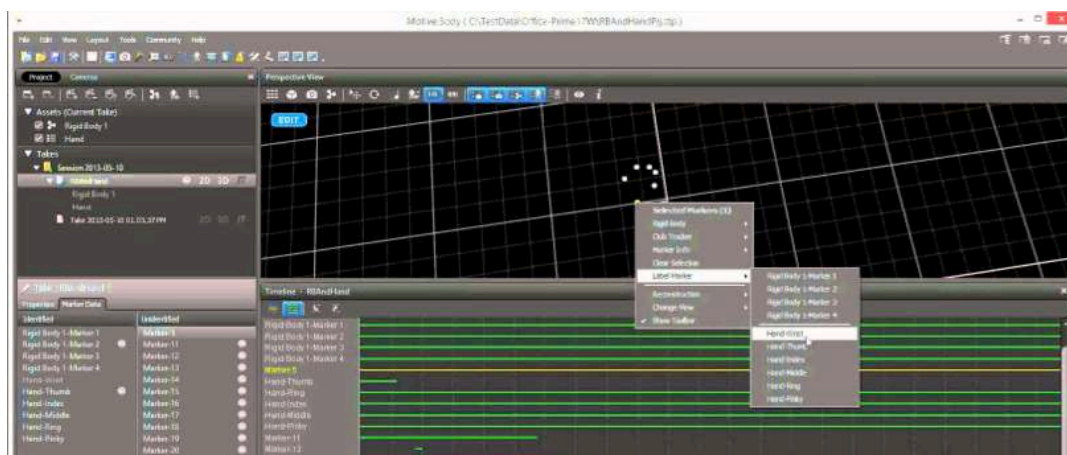 Motive:Body ( C:\TestData\Office-Prime 17W\RBAndHandPrj.ttp )
File Edit View Layout Tools Community Help
Project Cameras
Perspective View
Assets (Current Take)
Rigid Body 1
Hand
EDIT
Takes
Session 2013-05-10
RBAndHand 2D 3D
Rigid Body 1
Hand
Take 2013-05-10 01.03.37 PM 2D 3D
Selected Markers (1)
Rigid Body
Club Tracker
Marker Info
Clear Selection
Label Marker
Reconstruction
Change View
Show Toolbar
Rigid Body 1-Marker 1
Rigid Body 1-Marker 2
Rigid Body 1-Marker 3
Rigid Body 1-Marker 4
Hand-Wrist
Hand-Thumb
Hand-Index
Hand-Middle
Hand-Ring
Hand-Pinky
Take : RBAndHand
Properties Marker Data
Identified Unidentified
Rigid Body 1-Marker 1
Rigid Body 1-Marker 2 Marker-11
Rigid Body 1-Marker 3 Marker-12
Rigid Body 1-Marker 4 Marker-13
Hand-Wrist Marker-14
Hand-Thumb Marker-15
Hand-Index Marker-16
Hand-Middle Marker-17
Hand-Ring Marker-18
Hand-Pinky Marker-19
Marker-20
Timeline - RBAndHand
Rigid Body 1-Marker 1
Rigid Body 1-Marker 2
Rigid Body 1-Marker 3
Rigid Body 1-Marker 4
Marker-5
Hand-Thumb
Hand-Ring
Hand-Index
Hand-Middle
Hand-Pinky
Marker-11
Marker-12